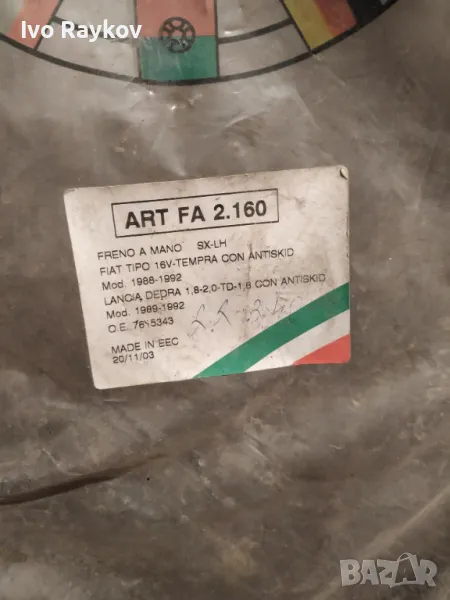 Ivo Raykov
ART FA 2.160
FRENO A MANO SX-LH
FIAT TIPO 16V-TEMPRA CON ANTISKID
Mod. 1988-1992
LANCIA DEDRA 1,8-2,0-TD-1,6 CON ANTISKID
Mod. 1989-1992
O.E. 7615343
MADE IN EEC
20/11/03
BAZAR.bg